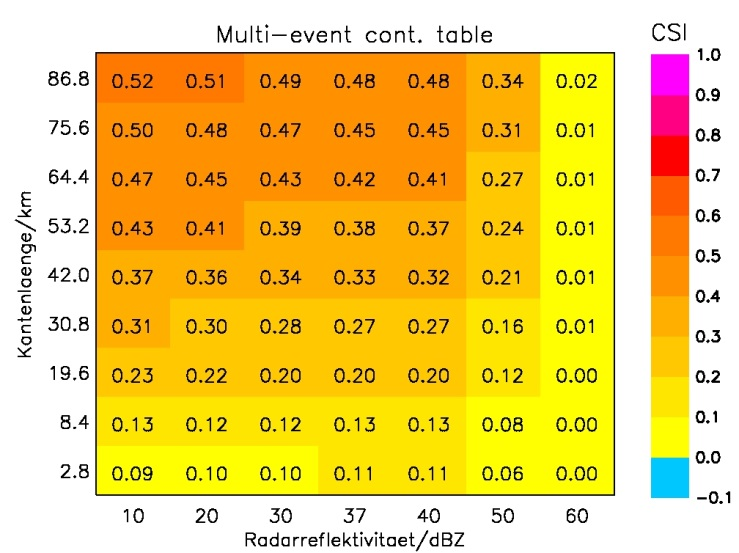 Multi-event cont. table
CSI
86.8 0.52 0.51 0.49 0.48 0.48 0.34 0.02
75.6 0.50 0.48 0.47 0.45 0.45 0.31 0.01
64.4 0.47 0.45 0.43 0.42 0.41 0.27 0.01
53.2 0.43 0.41 0.39 0.38 0.37 0.24 0.01
42.0 0.37 0.36 0.34 0.33 0.32 0.21 0.01
30.8 0.31 0.30 0.28 0.27 0.27 0.16 0.01
19.6 0.23 0.22 0.20 0.20 0.20 0.12 0.00
8.4 0.13 0.12 0.12 0.13 0.13 0.08 0.00
2.8 0.09 0.10 0.10 0.11 0.11 0.06 0.00
10 20 30 37 40 50 60
Radarreflektivitaet/dBZ
Kantenlaenge/km
1.0
0.9
0.8
0.7
0.6
0.5
0.4
0.3
0.2
0.1
0.0
-0.1